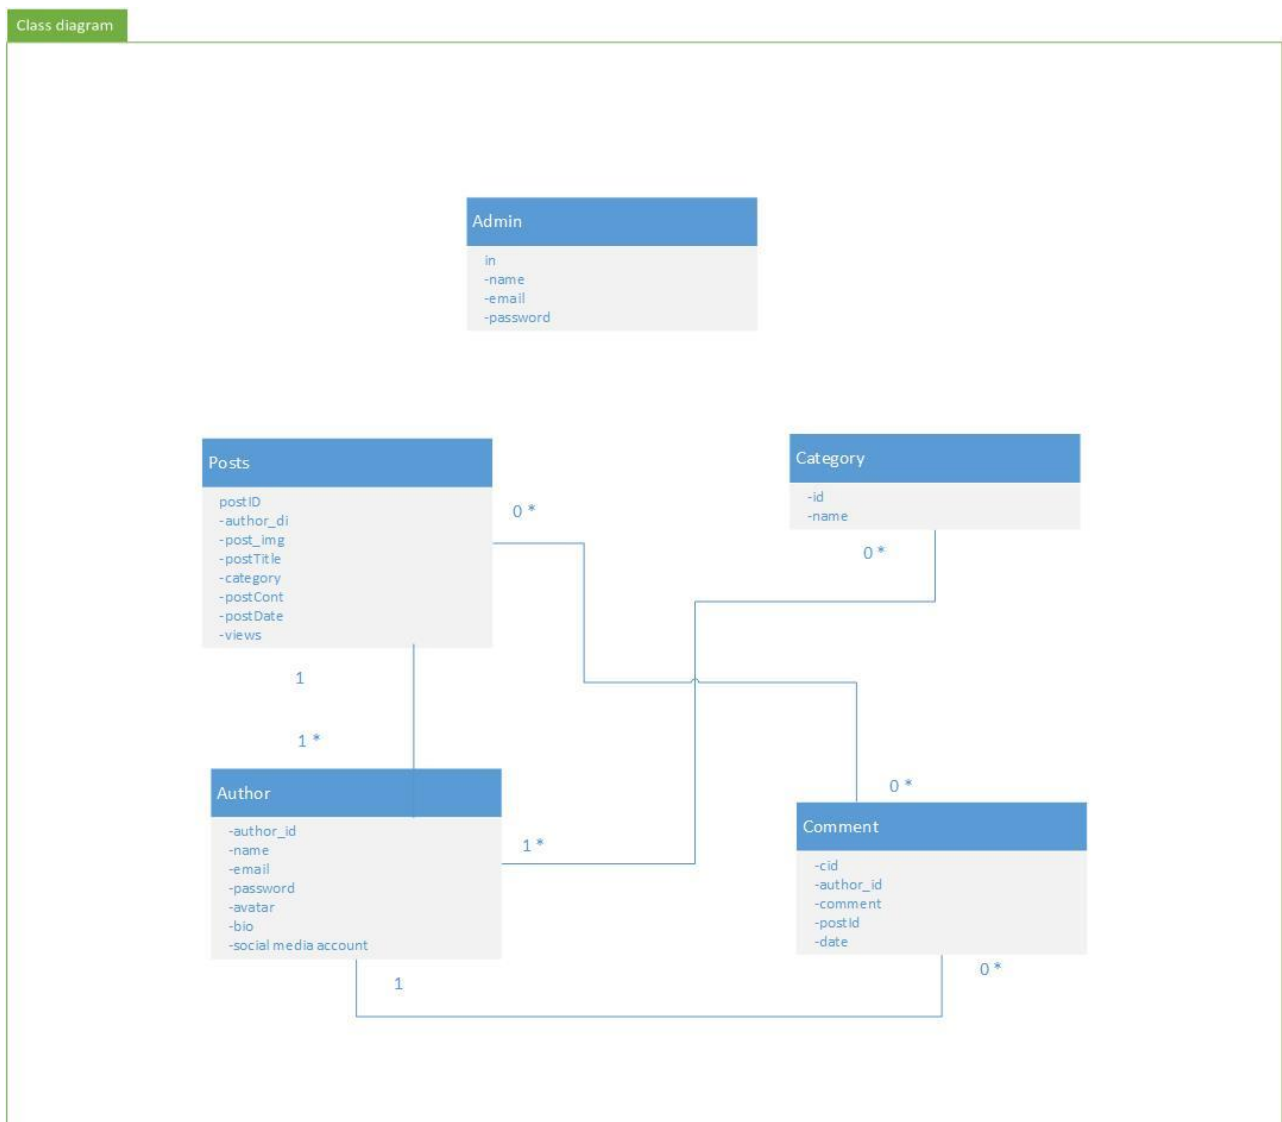 Class diagram
Admin
in
-name
-email
-password
Posts
postID
-author_di
-post_img
-postTitle
-category
-postCont
-postDate
-views
0 *
Category
-id
-name
0 *
1
1 *
Author
-author_id
-name
-email
-password
-avatar
-bio
-social media account
1 *
1
0 *
Comment
-cid
-author_id
-comment
-postId
-date
0 *